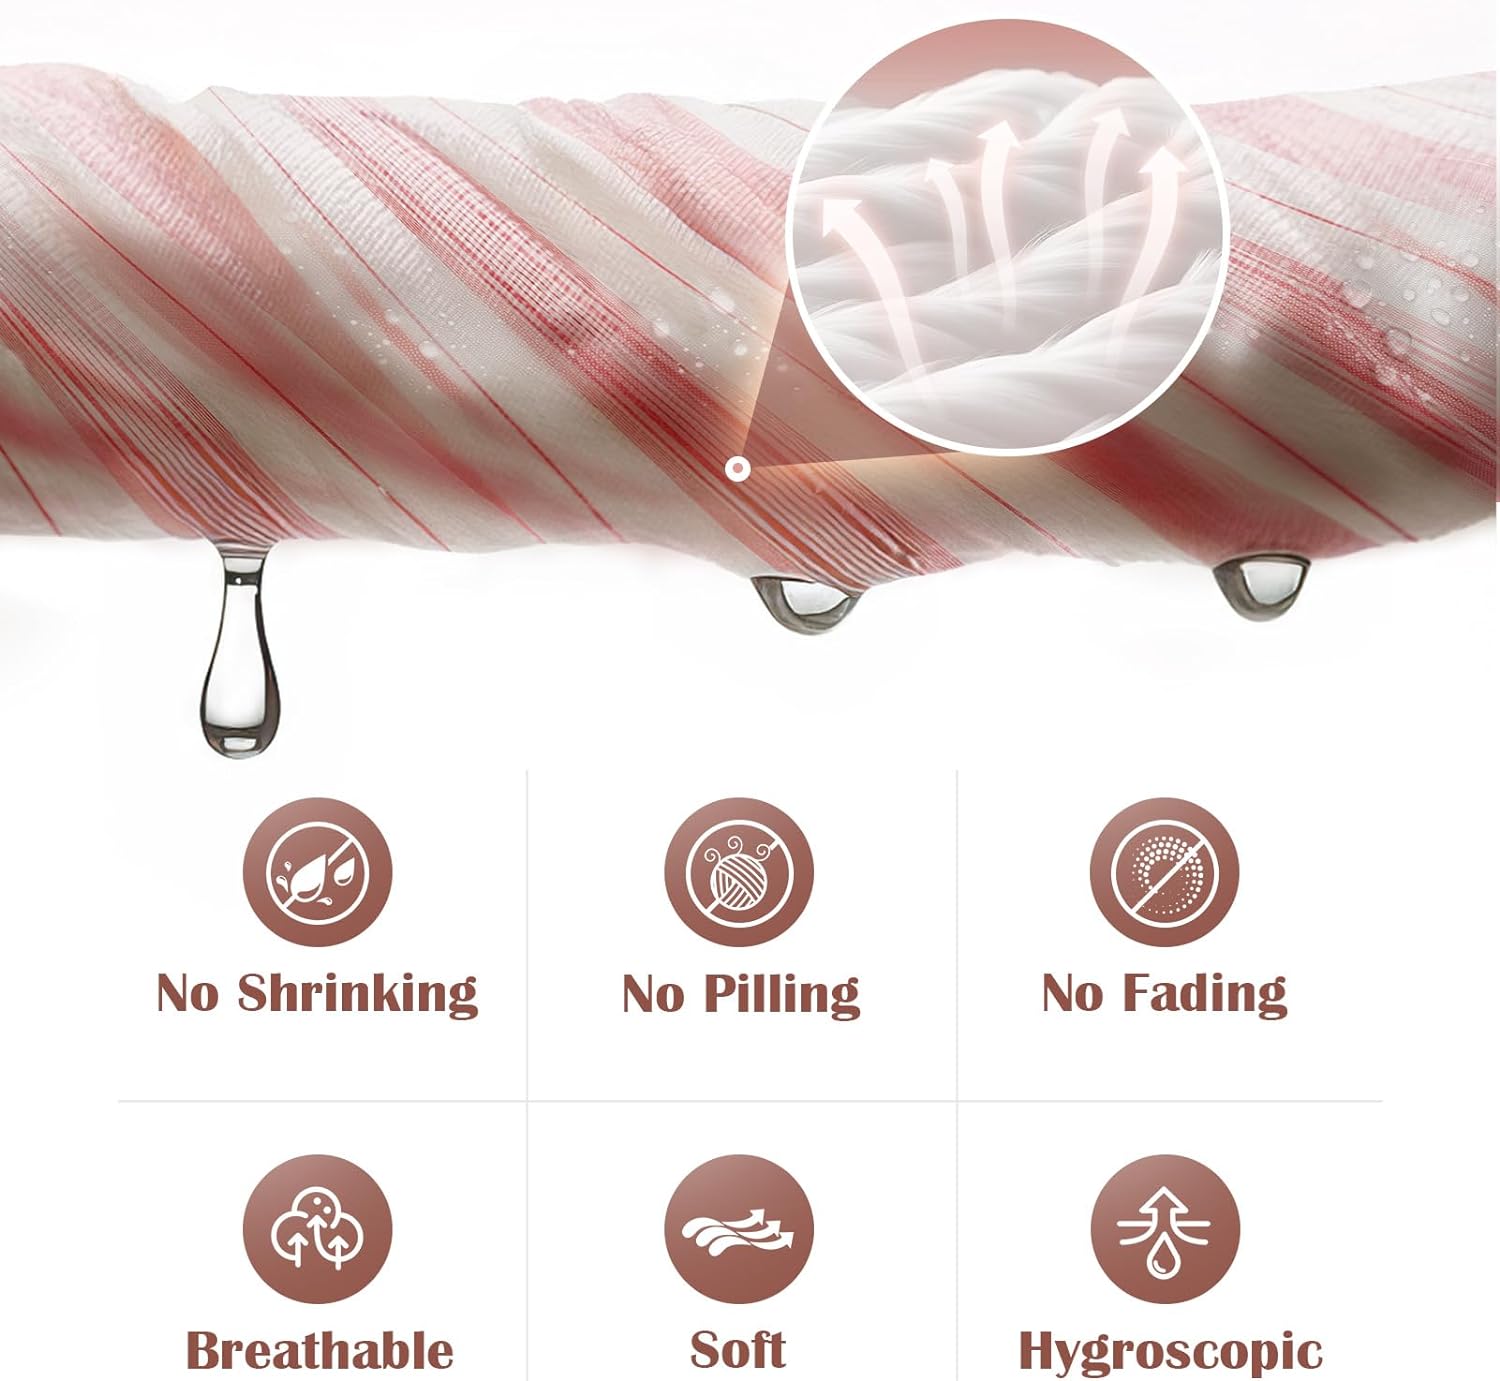 No Shrinking
No Pilling
No Fading
Breathable
Soft
Hygroscopic